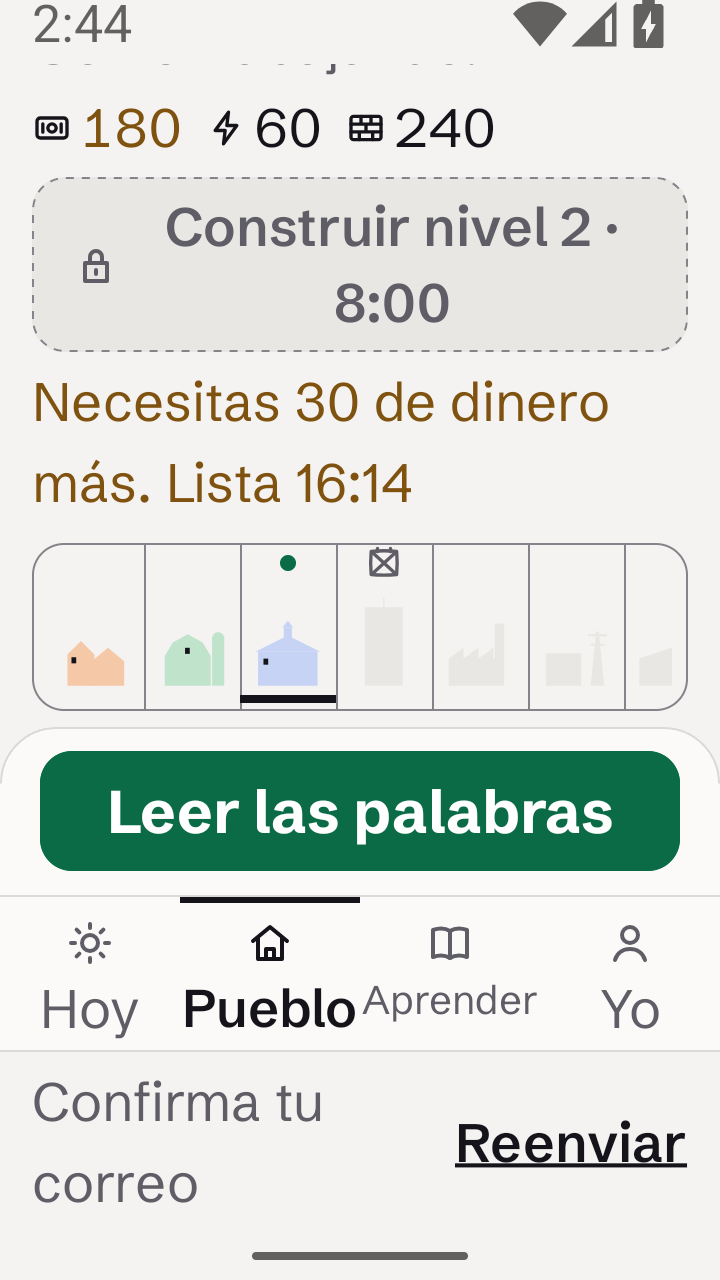 2:44
180 60 240
Construir nivel 2 ·
8:00
Necesitas 30 de dinero
más. Lista 16:14
Leer las palabras
Hoy Pueblo Aprender Yo
Confirma tu
correo
Reenviar